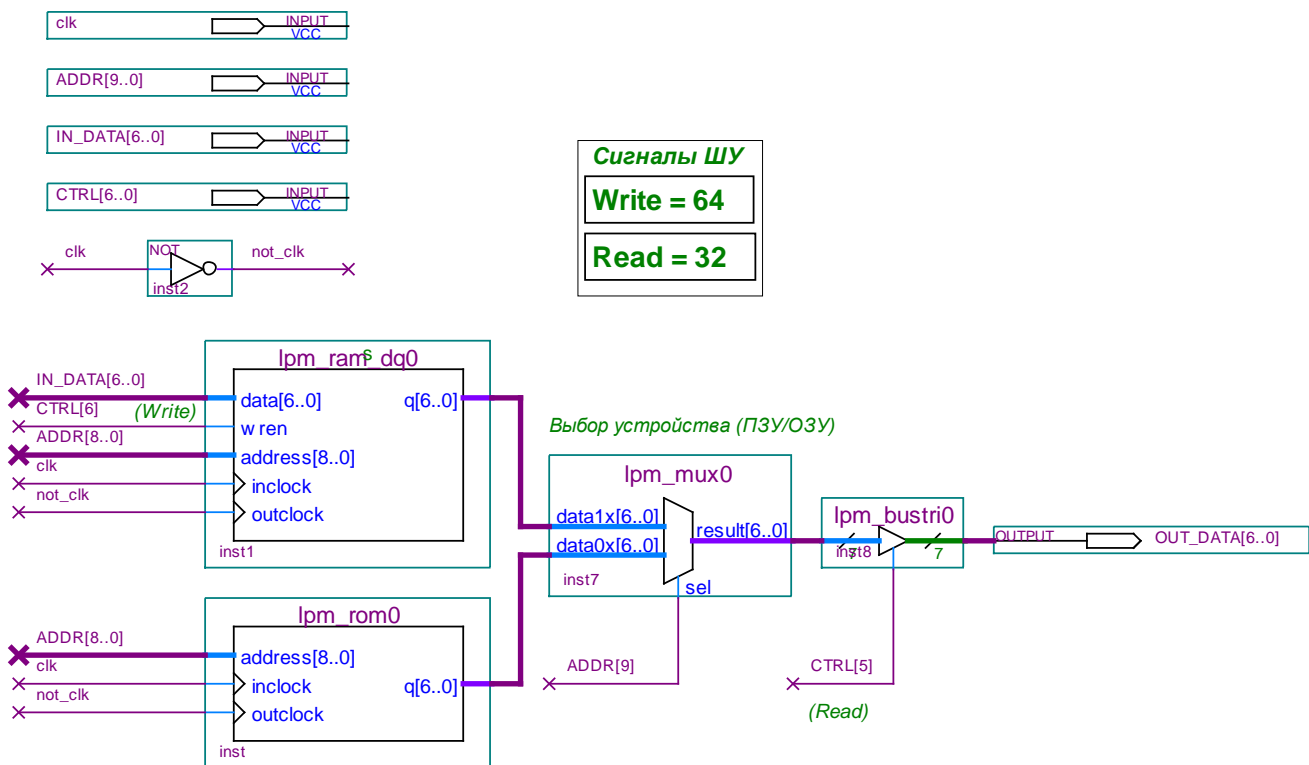 clk INPUT
VCC
ADDR[9..0] INPUT
VCC
IN_DATA[6..0] INPUT
VCC
CTRL[6..0] INPUT
VCC
clk NOT not_clk
inst2
Сигналы ШУ
Write = 64
Read = 32
lpm_ram_dq0
s
IN_DATA[6..0]
data[6..0] q[6..0]
CTRL[6] (Write)
w ren
ADDR[8..0]
address[8..0]
clk
inclock
not_clk
outclock
inst1
Выбор устройства (ПЗУ/ОЗУ)
lpm_mux0
data1x[6..0]
result[6..0]
data0x[6..0]
inst7
sel
ADDR[9]
lpm_bustri0
7
inst8
7
CTRL[5]
(Read)
OUTPUT OUT_DATA[6..0]
lpm_rom0
ADDR[8..0]
address[8..0]
clk
inclock q[6..0]
not_clk
outclock
inst